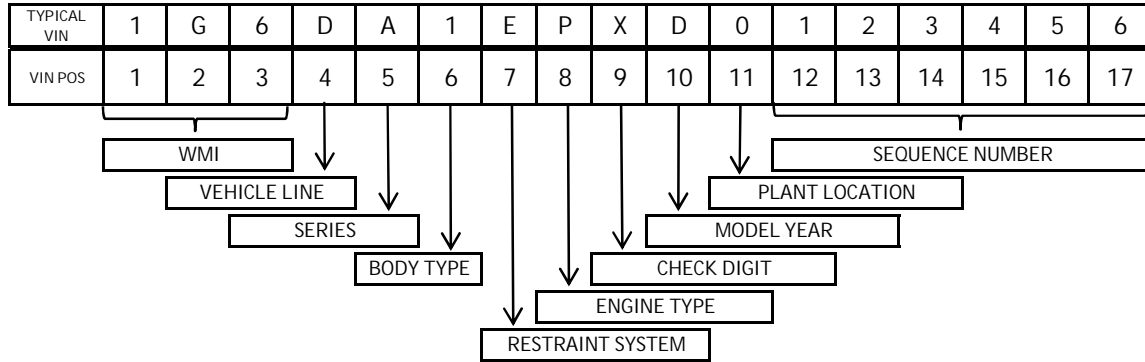 TYPICAL VIN 1 G 6 D A 1 E P X D 0 1 2 3 4 5 6
VIN POS 1 2 3 4 5 6 7 8 9 10 11 12 13 14 15 16 17
WMI SEQUENCE NUMBER
VEHICLE LINE PLANT LOCATION
SERIES MODEL YEAR
BODY TYPE CHECK DIGIT
ENGINE TYPE
RESTRAINT SYSTEM